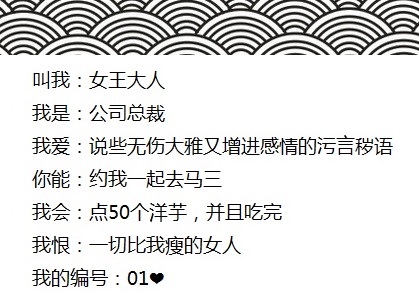 叫我：女王大人
我是：公司总裁
我爱：说些无伤大雅又增进感情的污言秽语
你能：约我一起去马三
我会：点50个洋芋，并且吃完
我恨：一切比我瘦的女人
我的编号：01❤